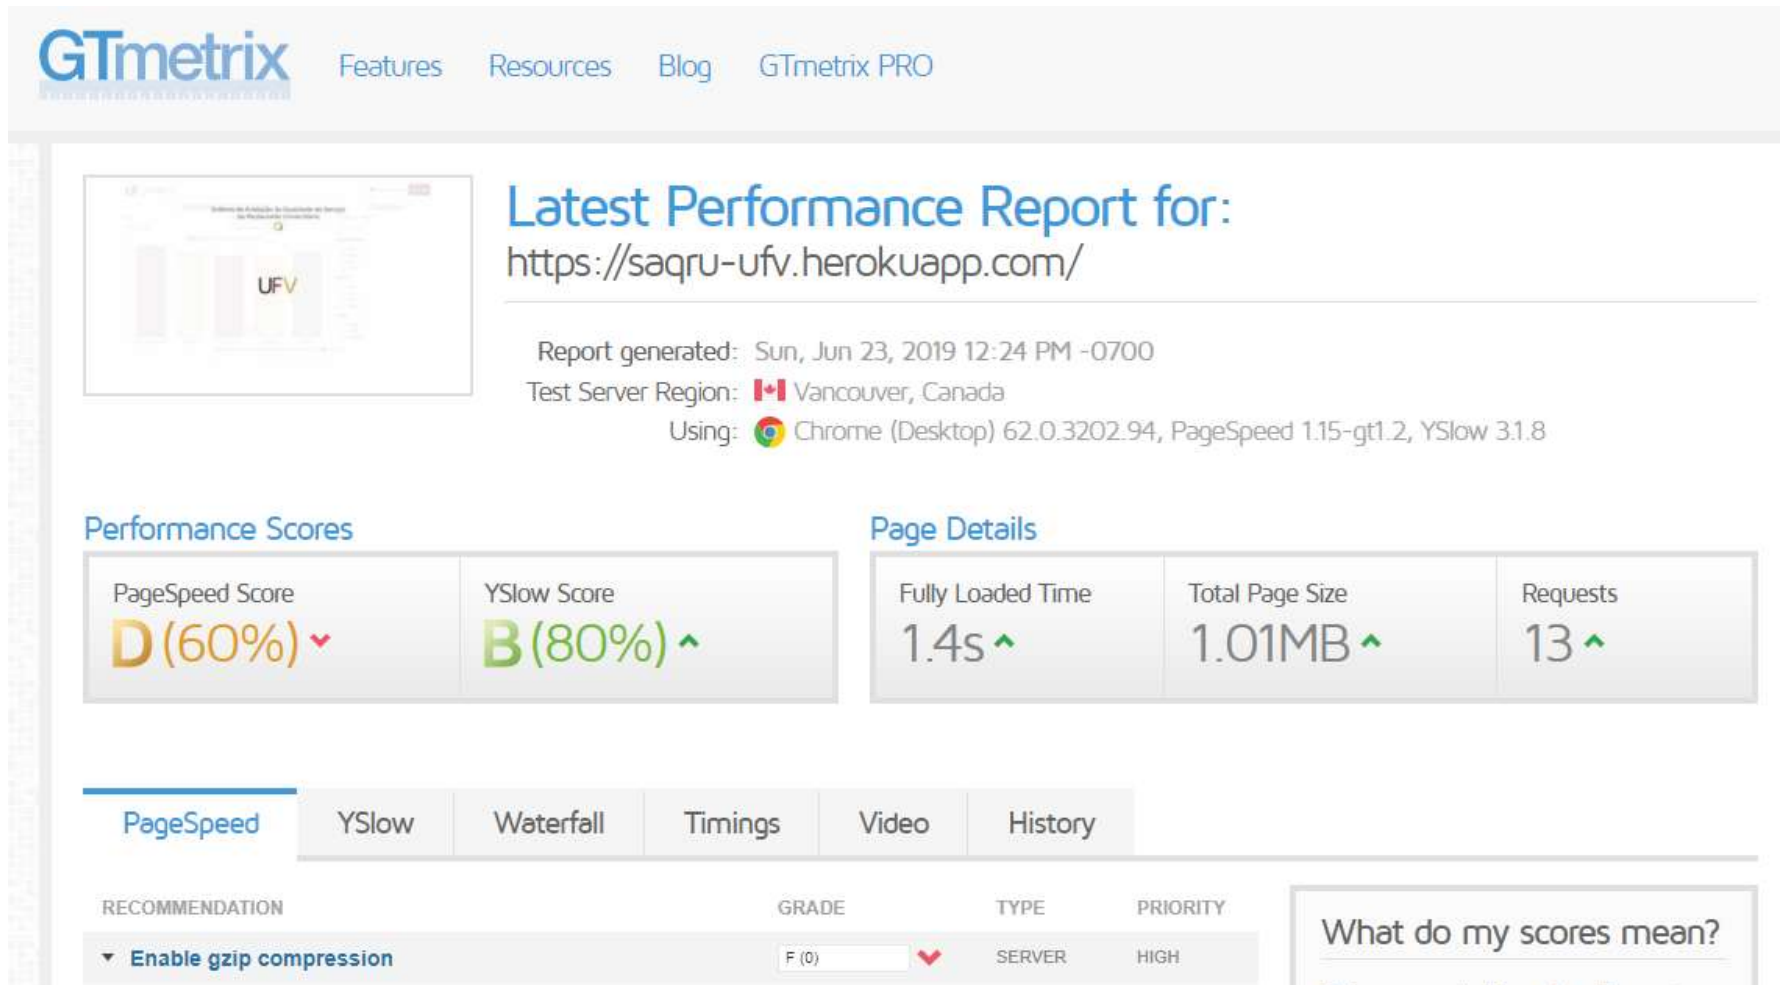 GTmetrix Features Resources Blog GTmetrix PRO
Latest Performance Report for:
https://saqru-ufv.herokuapp.com/
UFV
Report generated: Sun, Jun 23, 2019 12:24 PM -0700
Test Server Region: Vancouver, Canada
Using: Chrome (Desktop) 62.0.3202.94, PageSpeed 1.15-gt1.2, YSlow 3.1.8
Performance Scores
PageSpeed Score
D (60%)
YSlow Score
B (80%)
Page Details
Fully Loaded Time
1.4s
Total Page Size
1.01MB
Requests
13
PageSpeed YSlow Waterfall Timings Video History
RECOMMENDATION GRADE TYPE PRIORITY
Enable gzip compression F (0) SERVER HIGH
What do my scores mean?